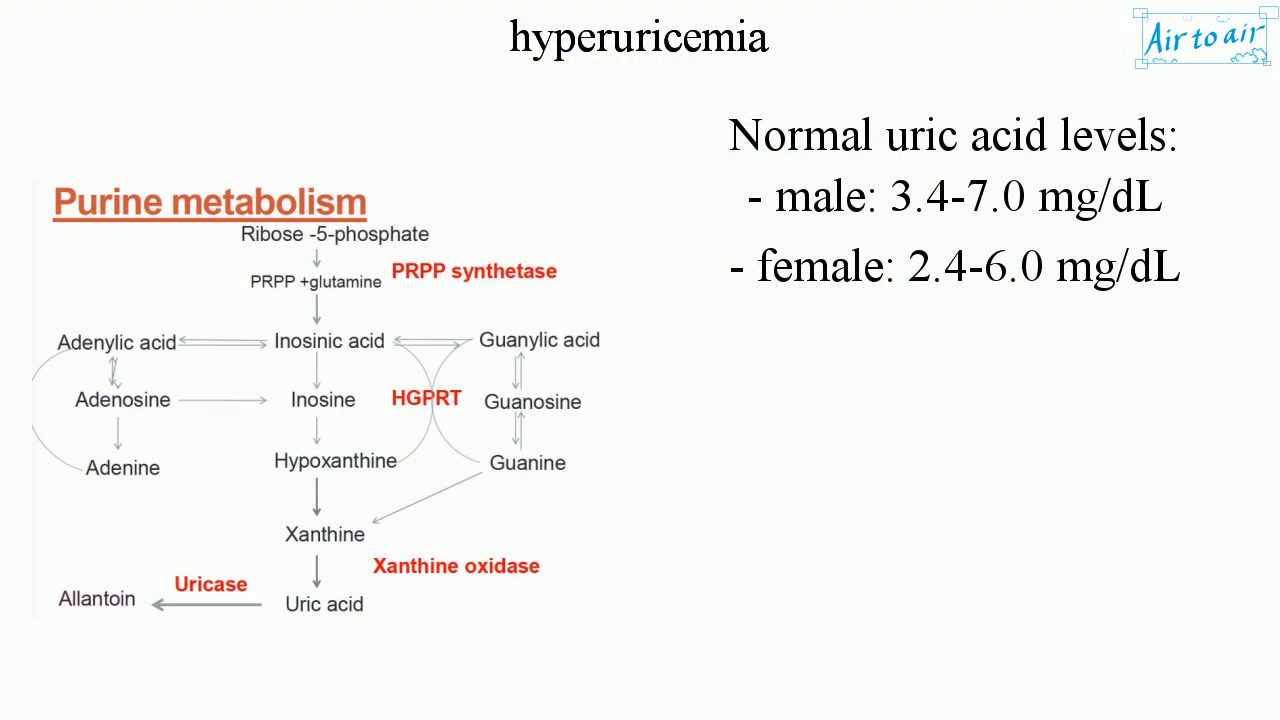 hyperuricemia
Air to air
Normal uric acid levels:
- male: 3.4-7.0 mg/dL
- female: 2.4-6.0 mg/dL
Purine metabolism
Ribose -5-phosphate
PRPP +glutamine
PRPP synthetase
Adenylic acid
Inosinic acid
Guanylic acid
Adenosine
Inosine
HGPRT
Guanosine
Adenine
Hypoxanthine
Guanine
Xanthine
Xanthine oxidase
Allantoin
Uricase
Uric acid